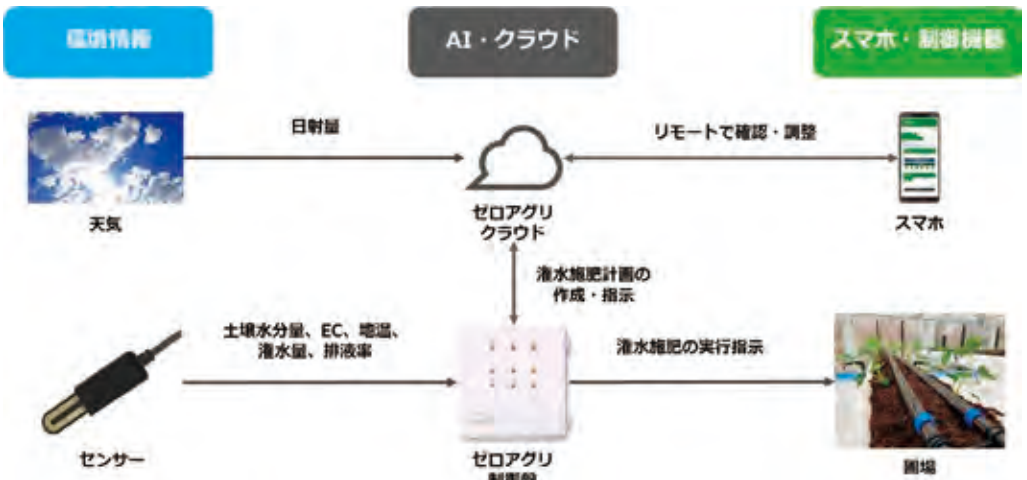 環境情報
AI・クラウド
スマホ・制御機器
日射量
リモートで確認・調整
天気
ゼロアグリ
クラウド
スマホ
灌水施肥計画の
作成・指示
土壌水分量、EC、地温、
灌水量、排液率
灌水施肥の実行指示
センサー
ゼロアグリ
制御盤
圃場